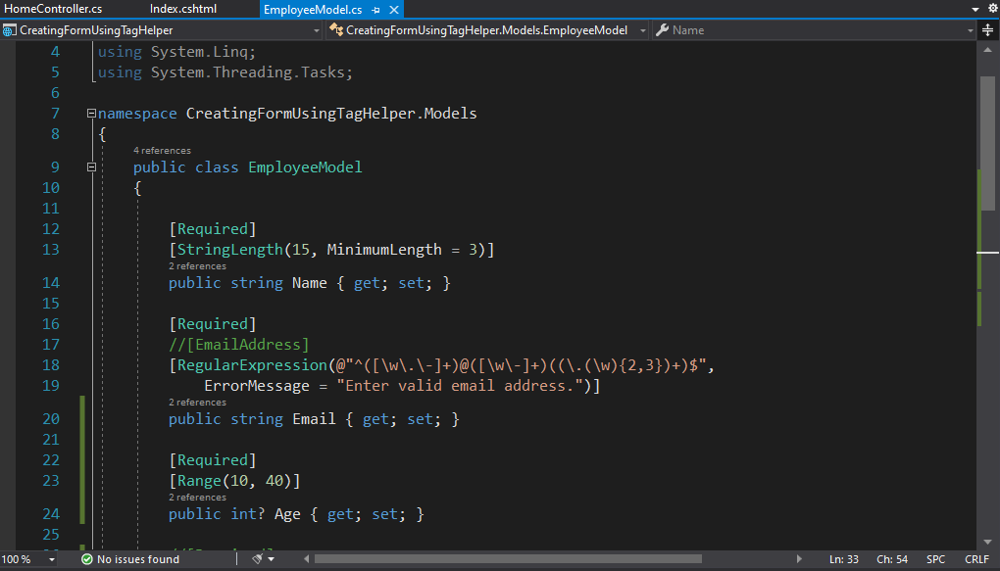 HomeController.cs Index.cshtml EmployeeModel.cs
CreatingFormUsingTagHelper CreatingFormUsingTagHelper.Models.EmployeeModel Name
4 using System.Linq;
5 using System.Threading.Tasks;
6
7 namespace CreatingFormUsingTagHelper.Models
8 {
4 references
9 public class EmployeeModel
10 {
11
12 [Required]
13 [StringLength(15, MinimumLength = 3)]
2 references
14 public string Name { get; set; }
15
16 [Required]
17 //[EmailAddress]
18 [RegularExpression(@"^([\w\.\-]+)@([\w\-]+)((\.(\w){2,3})+)$",
19 ErrorMessage = "Enter valid email address.")]
2 references
20 public string Email { get; set; }
21
22 [Required]
23 [Range(10, 40)]
2 references
24 public int? Age { get; set; }
25
100 % No issues found Ln: 33 Ch: 54 SPC CRLF